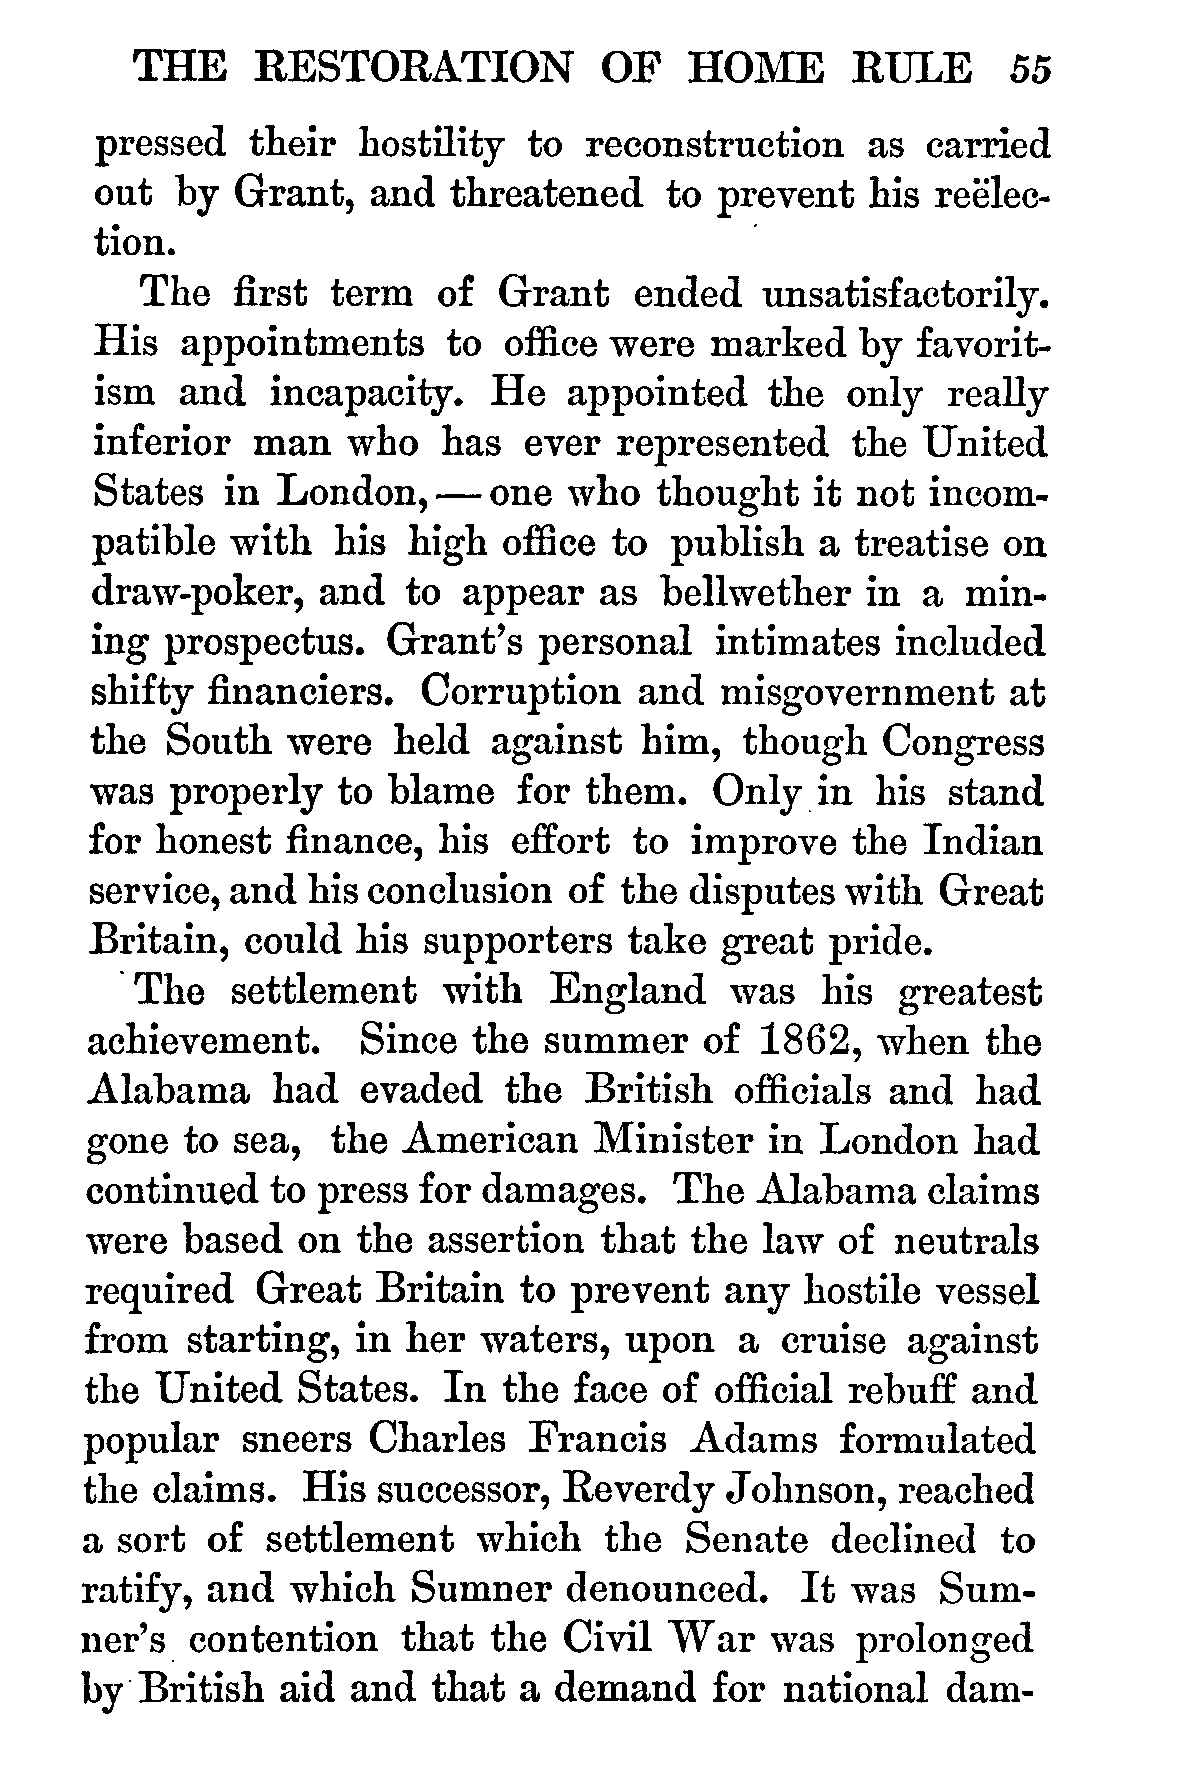 THE RESTORATION OF HOME RULE 55
pressed their hostility to reconstruction as carried
out by Grant, and threatened to prevent his reëlec-
tion.
The first term of Grant ended unsatisfactorily.
His appointments to office were marked by favorit-
ism and incapacity. He appointed the only really
inferior man who has ever represented the United
States in London, — one who thought it not incom-
patible with his high office to publish a treatise on
draw-poker, and to appear as bellwether in a min-
ing prospectus. Grant's personal intimates included
shifty financiers. Corruption and misgovernment at
the South were held against him, though Congress
was properly to blame for them. Only in his stand
for honest finance, his effort to improve the Indian
service, and his conclusion of the disputes with Great
Britain, could his supporters take great pride.
The settlement with England was his greatest
achievement. Since the summer of 1862, when the
Alabama had evaded the British officials and had
gone to sea, the American Minister in London had
continued to press for damages. The Alabama claims
were based on the assertion that the law of neutrals
required Great Britain to prevent any hostile vessel
from starting, in her waters, upon a cruise against
the United States. In the face of official rebuff and
popular sneers Charles Francis Adams formulated
the claims. His successor, Reverdy Johnson, reached
a sort of settlement which the Senate declined to
ratify, and which Sumner denounced. It was Sum-
ner's contention that the Civil War was prolonged
by British aid and that a demand for national dam-